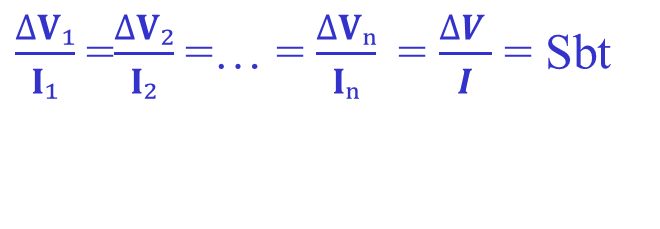 ΔV₁/I₁ = ΔV₂/I₂ = ... = ΔVₙ/Iₙ = ΔV/I = Sbt